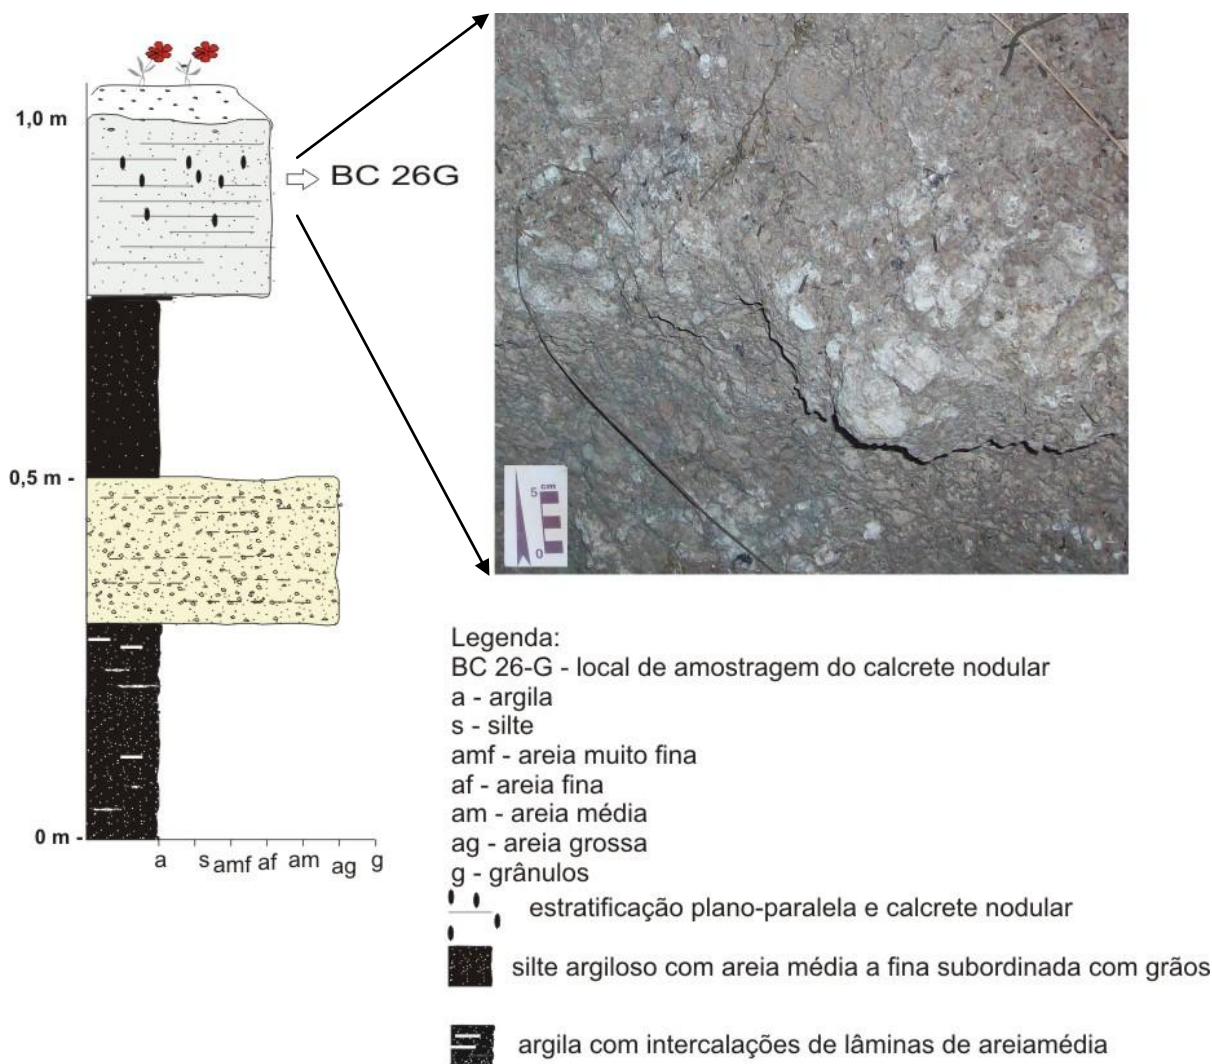 1,0 m
BC 26G
0,5 m -
5 cm
0
0 m -
a s amf af am ag g
Legenda:
BC 26-G - local de amostragem do calcrete nodular
a - argila
s - silte
amf - areia muito fina
af - areia fina
am - areia média
ag - areia grossa
g - grânulos
estratificação plano-paralela e calcrete nodular
silte argiloso com areia média a fina subordinada com grãos
argila com intercalações de lâminas de areiamédia